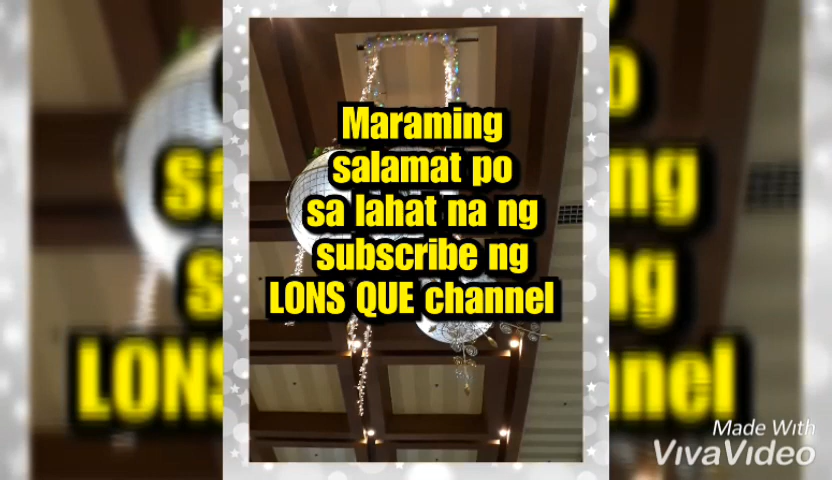 Maraming
salamat po
sa lahat na ng
subscribe ng
LONS QUE channel
Made With
VivaVideo